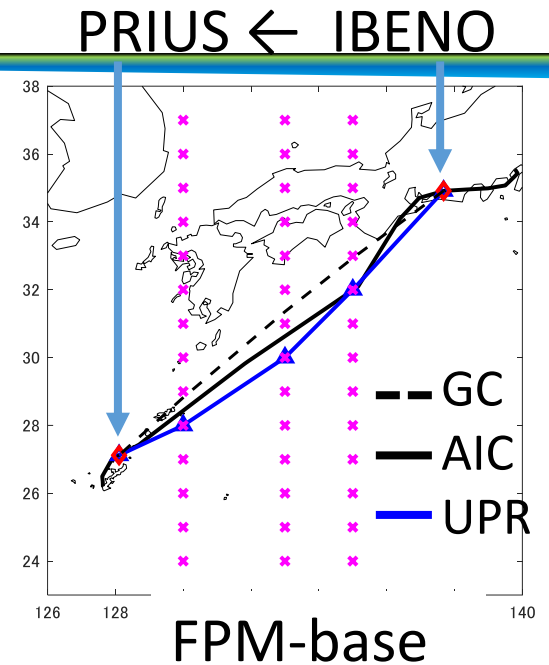 PRIUS ← IBENO
38
36
34
32
30
28
26
24
GC
AIC
UPR
126 128 140
FPM-base